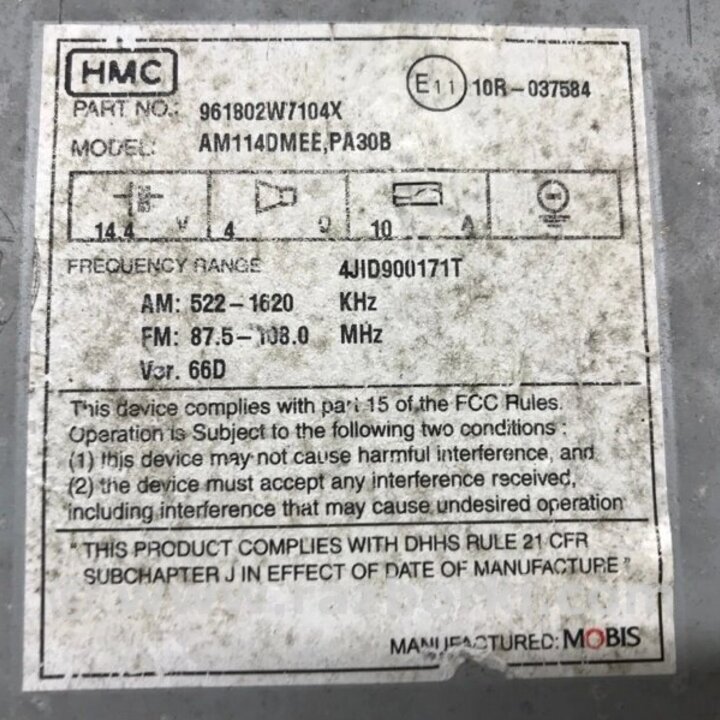 HMC
E11 10R-037584
PART NO.: 961802W7104X
MODEL: AM114DMEE,PA30B
14.4 V 4 Ω 10 A
FREQUENCY RANGE 4JID900171T
AM: 522-1620 KHz
FM: 87.5-108.0 MHz
Ver. 66D
This device complies with part 15 of the FCC Rules.
Operation is Subject to the following two conditions :
(1) this device may not cause harmful interference, and
(2) the device must accept any interference received,
including interference that may cause undesired operation
" THIS PRODUCT COMPLIES WITH DHHS RULE 21 CFR
SUBCHAPTER J IN EFFECT OF DATE OF MANUFACTURE "
MANUFACTURED: MOBIS